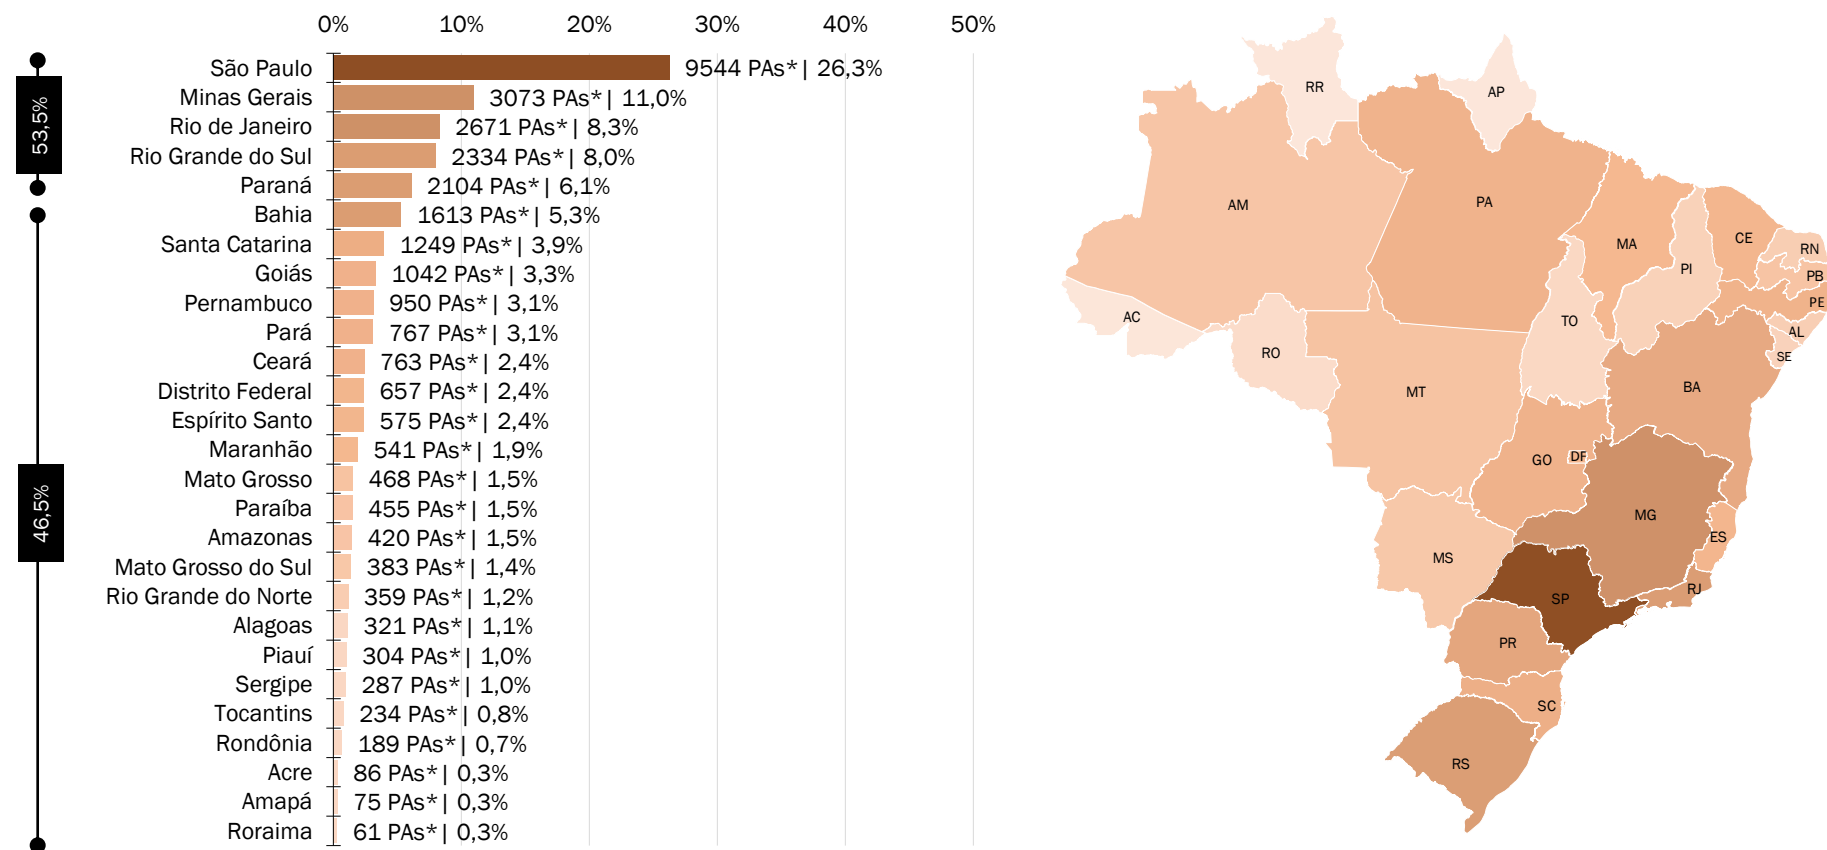 0% 10% 20% 30% 40% 50%
53,5%
46,5%
São Paulo 9544 PAs*| 26,3%
Minas Gerais 3073 PAs*| 11,0%
Rio de Janeiro 2671 PAs*| 8,3%
Rio Grande do Sul 2334 PAs*| 8,0%
Paraná 2104 PAs*| 6,1%
Bahia 1613 PAs*| 5,3%
Santa Catarina 1249 PAs*| 3,9%
Goiás 1042 PAs*| 3,3%
Pernambuco 950 PAs*| 3,1%
Pará 767 PAs*| 3,1%
Ceará 763 PAs*| 2,4%
Distrito Federal 657 PAs*| 2,4%
Espírito Santo 575 PAs*| 2,4%
Maranhão 541 PAs*| 1,9%
Mato Grosso 468 PAs*| 1,5%
Paraíba 455 PAs*| 1,5%
Amazonas 420 PAs*| 1,5%
Mato Grosso do Sul 383 PAs*| 1,4%
Rio Grande do Norte 359 PAs*| 1,2%
Alagoas 321 PAs*| 1,1%
Piauí 304 PAs*| 1,0%
Sergipe 287 PAs*| 1,0%
Tocantins 234 PAs*| 0,8%
Rondônia 189 PAs*| 0,7%
Acre 86 PAs*| 0,3%
Amapá 75 PAs*| 0,3%
Roraima 61 PAs*| 0,3%
RR
AP
AM
PA
MA
CE
RN
PI
PB
PE
AC
TO
AL
RO
SE
MT
BA
GO
DF
MG
ES
MS
RJ
SP
PR
SC
RS